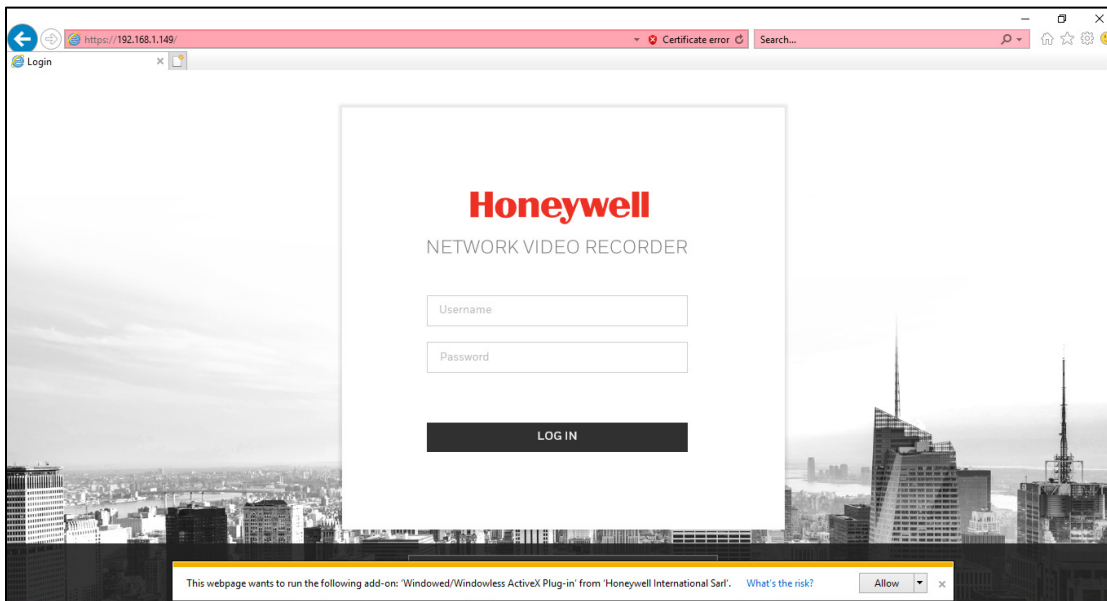 https://192.168.1.149/
Certificate error
Search...
Login
Honeywell
NETWORK VIDEO RECORDER
Username
Password
LOG IN
This webpage wants to run the following add-on: 'Windowed/Windowless ActiveX Plug-in' from 'Honeywell International Sarl'. What's the risk? Allow